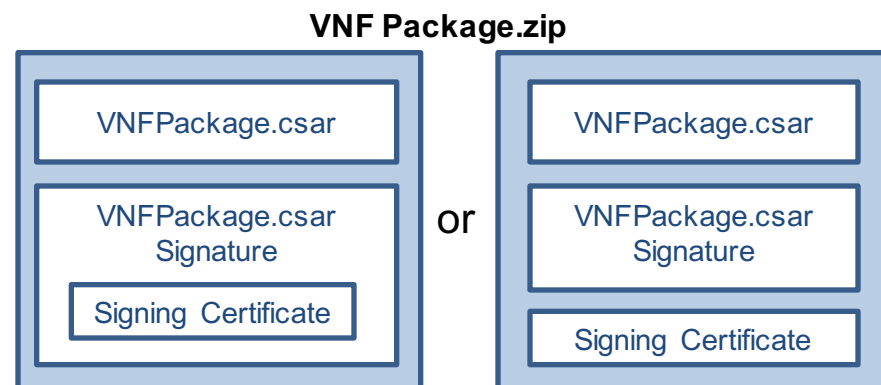 VNF Package.zip
VNFPackage.csar
VNFPackage.csar
Signature
Signing Certificate
or
VNFPackage.csar
VNFPackage.csar
Signature
Signing Certificate